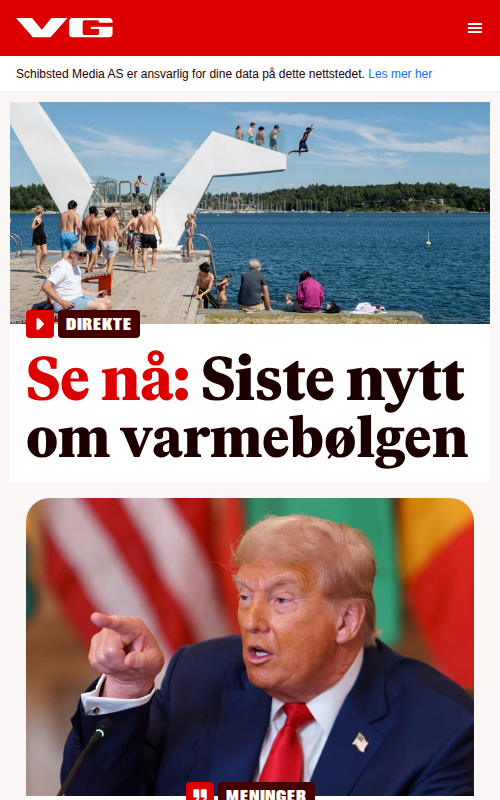 VG
Schibsted Media AS er ansvarlig for dine data på dette nettstedet. Les mer her
DIREKTE
Se nå: Siste nytt
om varmebølgen
MENINGER